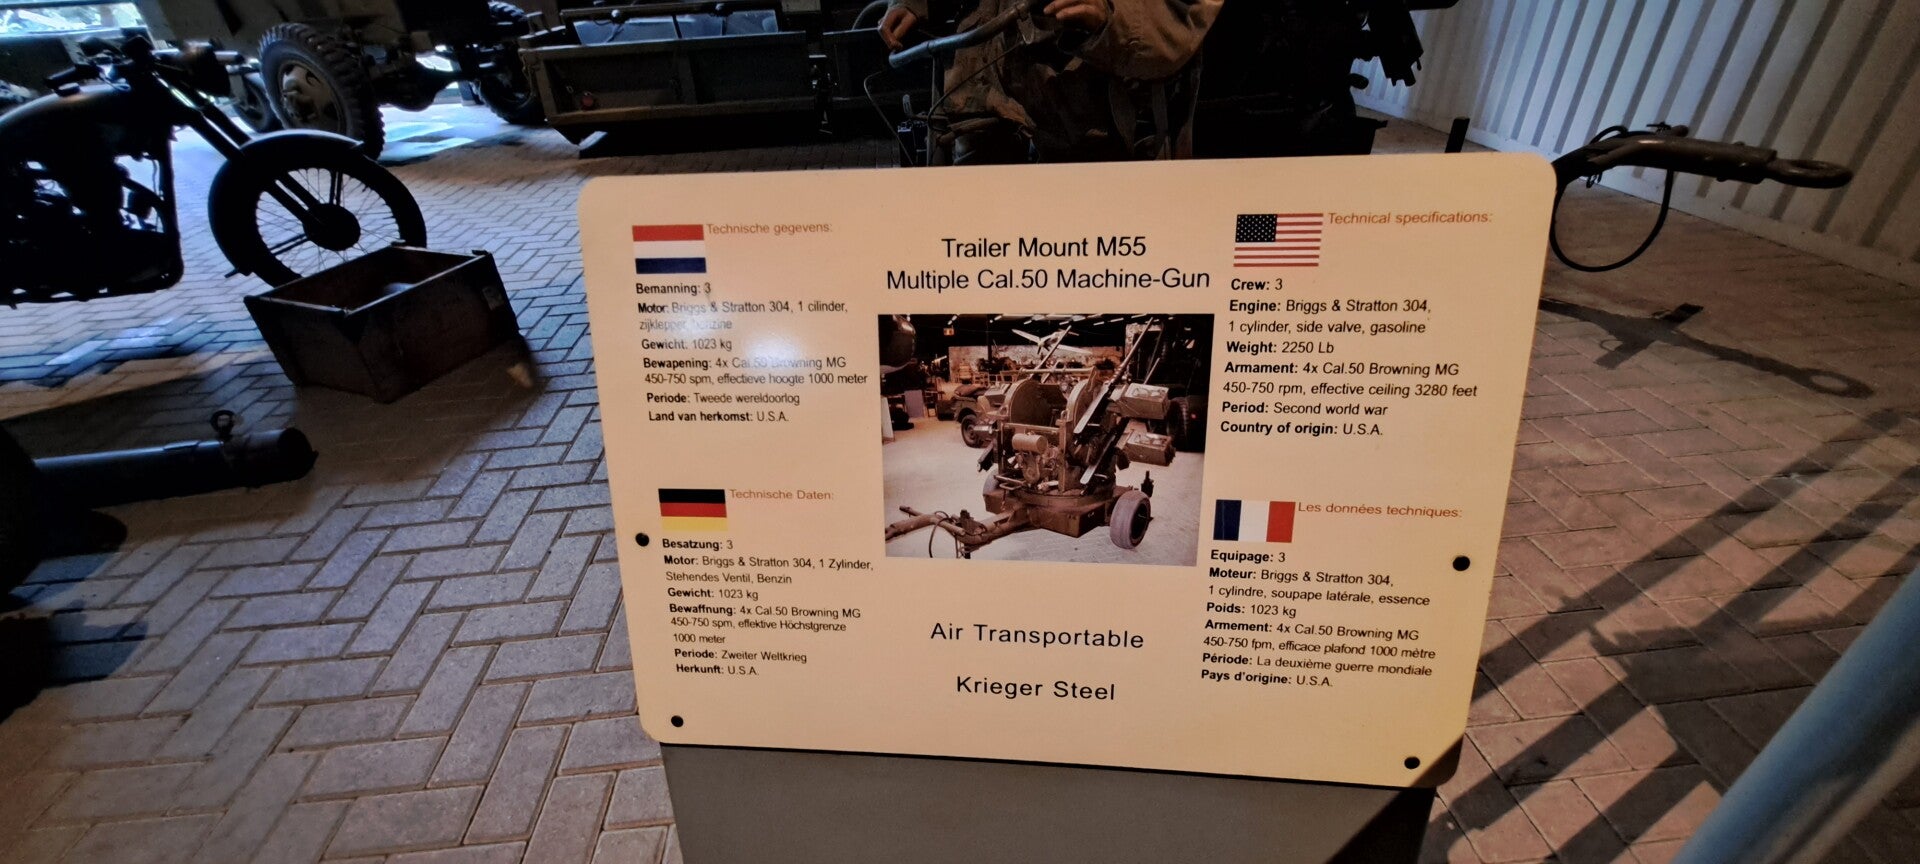 Technische gegevens:
Bemanning: 3
Motor: Briggs & Stratton 304, 1 cilinder,
zijklepper, benzine
Gewicht: 1023 kg
Bewapening: 4x Cal.50 Browning MG
450-750 spm, effectieve hoogte 1000 meter
Periode: Tweede wereldoorlog
Land van herkomst: U.S.A.
Trailer Mount M55
Multiple Cal.50 Machine-Gun
Technical specifications:
Crew: 3
Engine: Briggs & Stratton 304,
1 cylinder, side valve, gasoline
Weight: 2250 Lb
Armament: 4x Cal.50 Browning MG
450-750 rpm, effective ceiling 3280 feet
Period: Second world war
Country of origin: U.S.A.
Technische Daten:
Besatzung: 3
Motor: Briggs & Stratton 304, 1 Zylinder,
Stehendes Ventil, Benzin
Gewicht: 1023 kg
Bewaffnung: 4x Cal.50 Browning MG
450-750 spm, effektive Höchstgrenze
1000 meter
Periode: Zweiter Weltkrieg
Herkunft: U.S.A.
Air Transportable
Krieger Steel
Les données techniques:
Equipage: 3
Moteur: Briggs & Stratton 304,
1 cylindre, soupape latérale, essence
Poids: 1023 kg
Armement: 4x Cal.50 Browning MG
450-750 fpm, efficace plafond 1000 mètre
Période: La deuxième guerre mondiale
Pays d'origine: U.S.A.